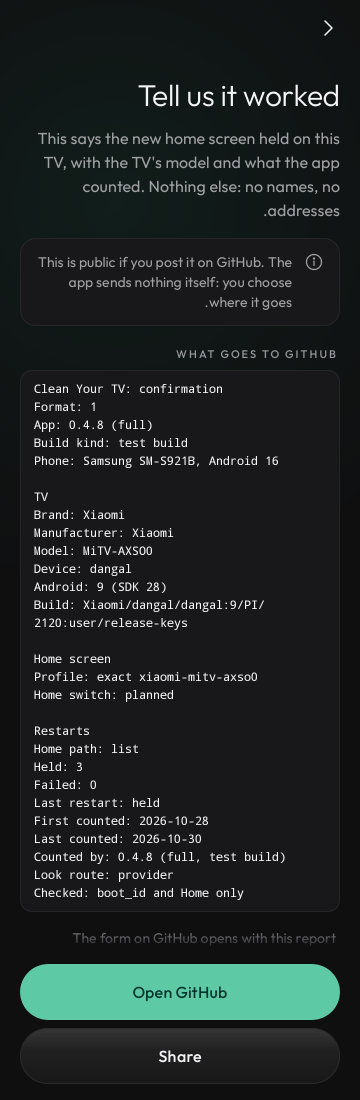 Tell us it worked
This says the new home screen held on this
TV, with the TV's model and what the app
counted. Nothing else: no names, no
.addresses
This is public if you post it on GitHub. The
app sends nothing itself: you choose
.where it goes
WHAT GOES TO GITHUB
Clean Your TV: confirmation
Format: 1
App: 0.4.8 (full)
Build kind: test build
Phone: Samsung SM-S921B, Android 16
TV
Brand: Xiaomi
Manufacturer: Xiaomi
Model: MiTV-AXSO0
Device: dangal
Android: 9 (SDK 28)
Build: Xiaomi/dangal/dangal:9/PI/
2120:user/release-keys
Home screen
Profile: exact xiaomi-mitv-axso0
Home switch: planned
Restarts
Home path: list
Held: 3
Failed: 0
Last restart: held
First counted: 2026-10-28
Last counted: 2026-10-30
Counted by: 0.4.8 (full, test build)
Look route: provider
Checked: boot_id and Home only
The form on GitHub opens with this report
Open GitHub
Share